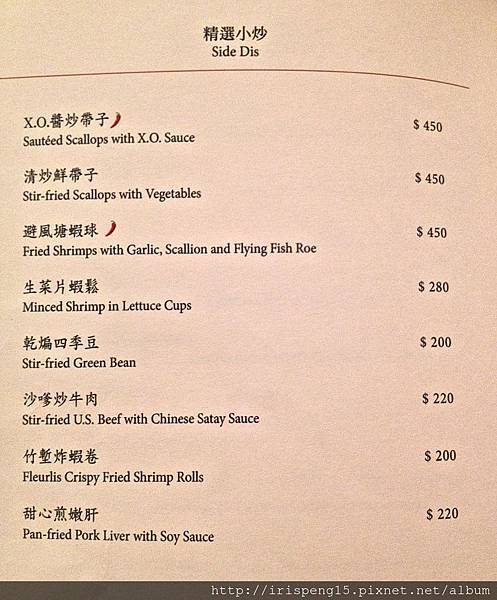 精選小炒
Side Dis
X.O.醬炒帶子
$ 450
Sautéed Scallops with X.O. Sauce
清炒鮮帶子
$ 450
Stir-fried Scallops with Vegetables
避風塘蝦球
$ 450
Fried Shrimps with Garlic, Scallion and Flying Fish Roe
生菜片蝦鬆
$ 280
Minced Shrimp in Lettuce Cups
乾煸四季豆
$ 200
Stir-fried Green Bean
沙嗲炒牛肉
$ 220
Stir-fried U.S. Beef with Chinese Satay Sauce
竹塹炸蝦卷
$ 200
Fleurlis Crispy Fried Shrimp Rolls
甜心煎嫩肝
$ 220
Pan-fried Pork Liver with Soy Sauce
http://irispeng15.pixnet.net/album